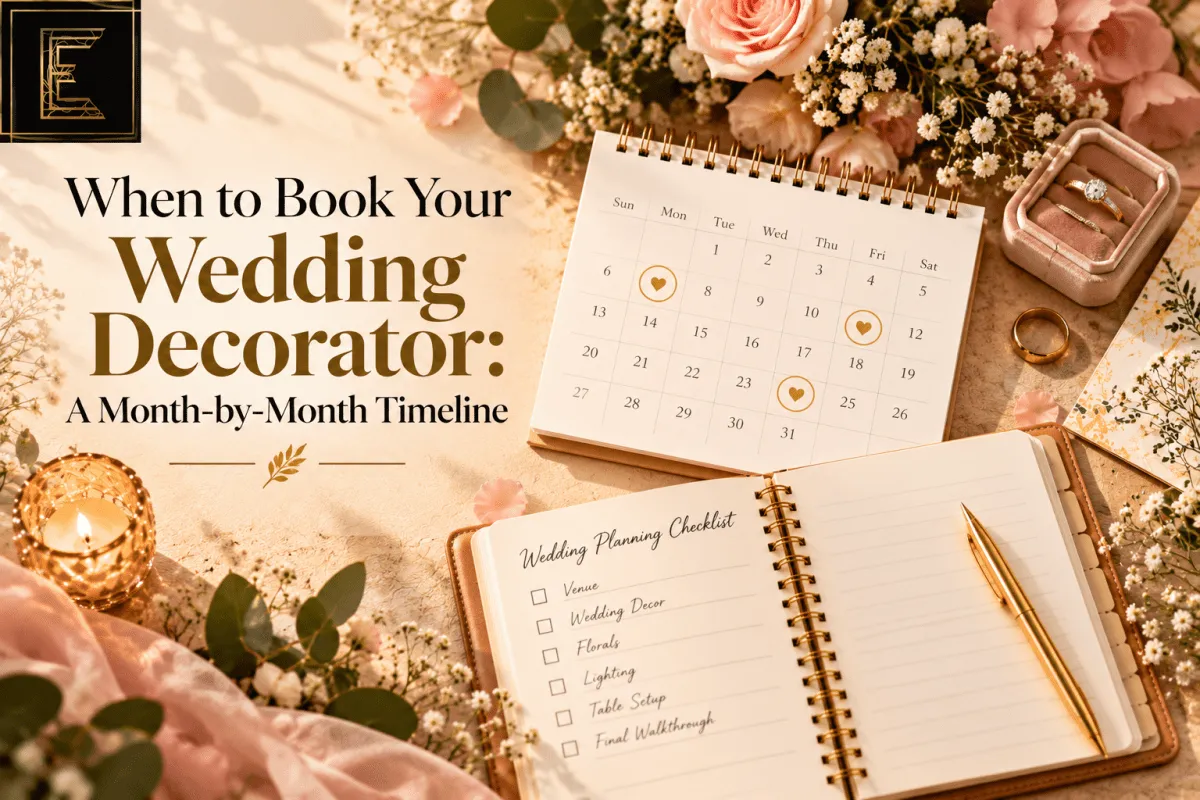 E
When to Book Your
Wedding
Decorator:
A Month-by-Month Timeline
Sun Mon Tue Wed Thu Fri Sat
1 2 3 4 5
6 8 9 10 12
13 14 15 16 17 18 19
20 21 22 23 25 26
27 28 29 30 31
Wedding Planning Checklist
Venue
Wedding Decor
Florals
Lighting
Table Setup
Final Walkthrough